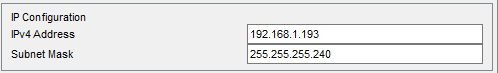 IP Configuration
IPv4 Address 192.168.1.193
Subnet Mask 255.255.255.240